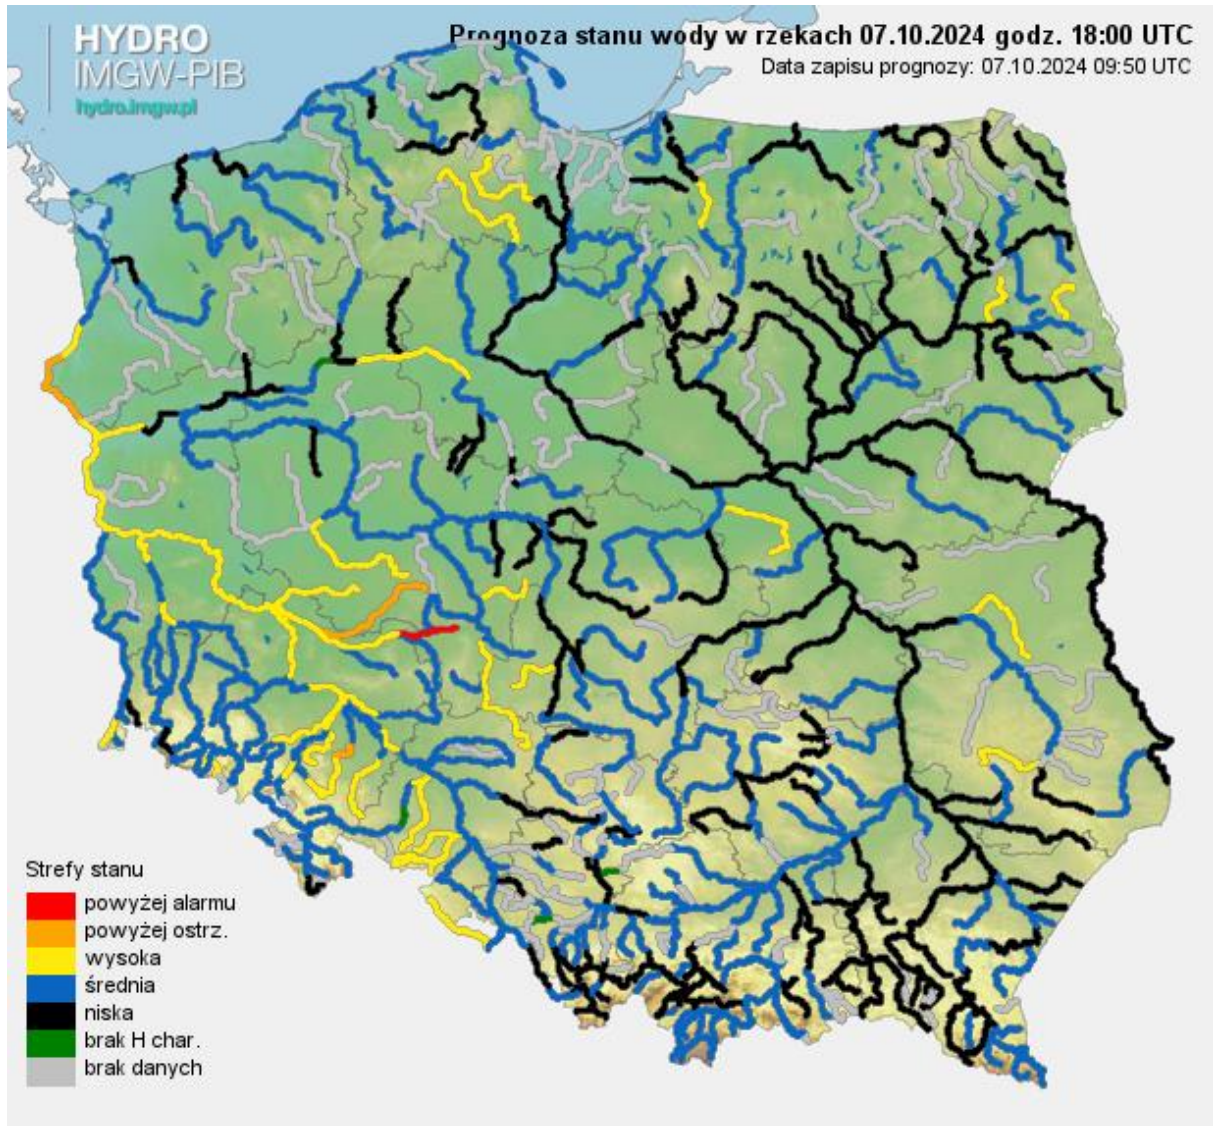 HYDRO
IMGW-PIB
hydro.imgw.pl
Prognoza stanu wody w rzekach 07.10.2024 godz. 18:00 UTC
Data zapisu prognozy: 07.10.2024 09:50 UTC
Strefy stanu
powyżej alarmu
powyżej ostrz.
wysoka
średnia
niska
brak H char.
brak danych